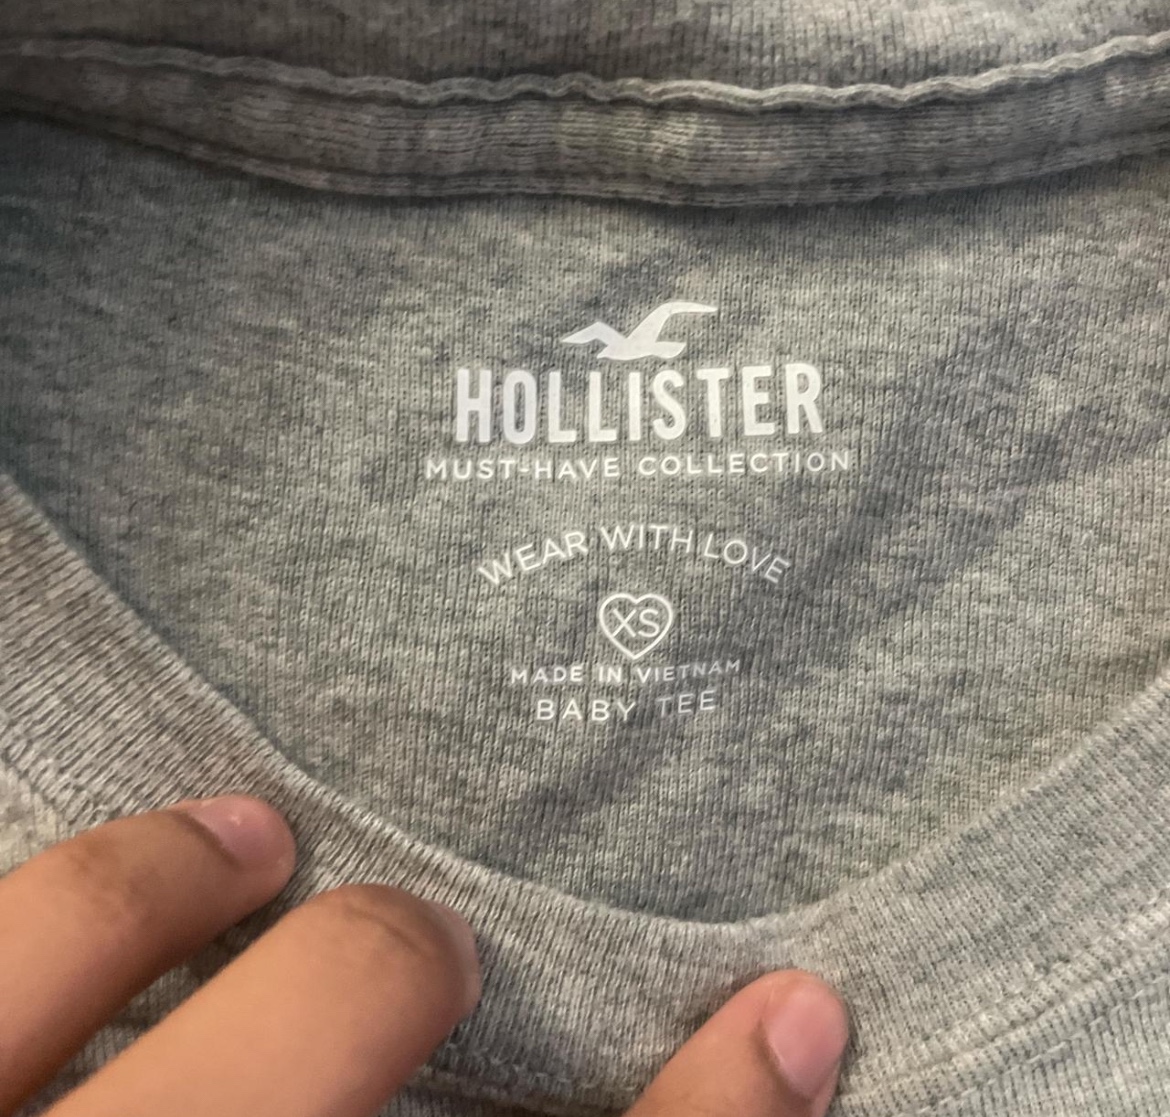 HOLLISTER
MUST-HAVE COLLECTION
WEAR WITH LOVE
XS
MADE IN VIETNAM
BABY TEE